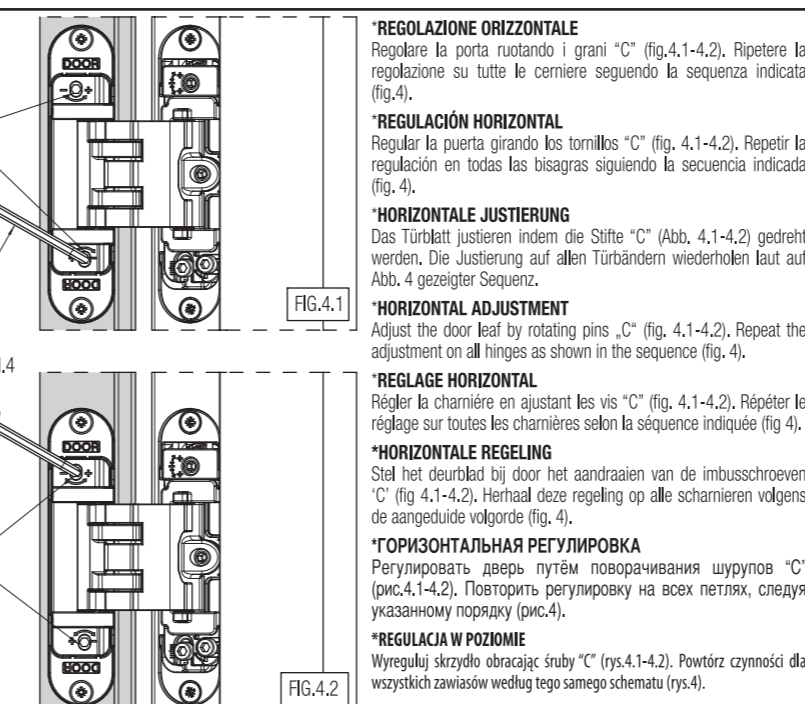 DOOR
DOOR
FIG.4.1
.4
DOOR
DOOR
FIG.4.2
*REGOLAZIONE ORIZZONTALE
Regolare la porta ruotando i grani “C” (fig.4.1-4.2). Ripetere la
regolazione su tutte le cerniere seguendo la sequenza indicata
(fig.4).
*REGULACIÓN HORIZONTAL
Regular la puerta girando los tornillos “C” (fig. 4.1-4.2). Repetir la
regulación en todas las bisagras siguiendo la secuencia indicada
(fig. 4).
*HORIZONTALE JUSTIERUNG
Das Türblatt justieren indem die Stifte “C” (Abb. 4.1-4.2) gedreht
werden. Die Justierung auf allen Türbändern wiederholen laut auf
Abb. 4 gezeigter Sequenz.
*HORIZONTAL ADJUSTMENT
Adjust the door leaf by rotating pins „C“ (fig. 4.1-4.2). Repeat the
adjustment on all hinges as shown in the sequence (fig. 4).
*REGLAGE HORIZONTAL
Régler la charniére en ajustant les vis “C” (fig. 4.1-4.2). Répéter le
réglage sur toutes les charnières selon la séquence indiquée (fig 4).
*HORIZONTALE REGELING
Stel het deurblad bij door het aandraaien van de imbusschroeven
‘C’ (fig 4.1-4.2). Herhaal deze regeling op alle scharnieren volgens
de aangeduide volgorde (fig. 4).
*ГОРИЗОНТАЛЬНАЯ РЕГУЛИРОВКА
Регулировать дверь путём поворачивания шурупов “С”
(рис.4.1-4.2). Повторить регулировку на всех петлях, следуя
указанному порядку (рис.4).
*REGULACJA W POZIOMIE
Wyreguluj skrzydło obracając śruby “C” (rys.4.1-4.2). Powtórz czynności dla
wszystkich zawiasów według tego samego schematu (rys.4).